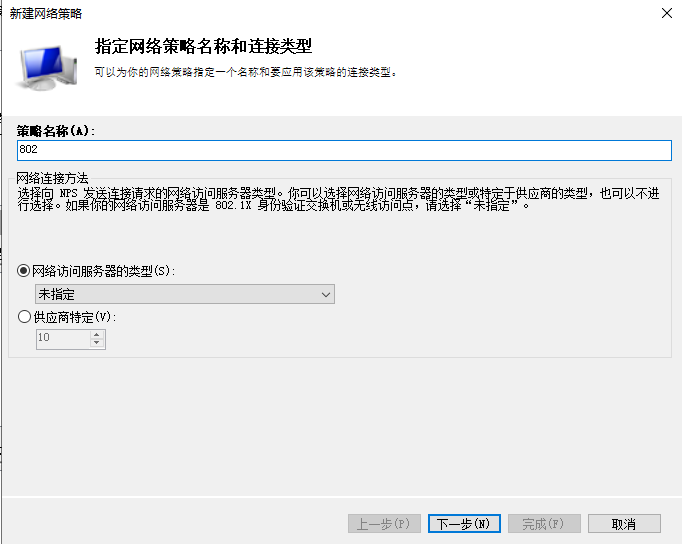 新建网络策略
指定网络策略名称和连接类型
可以为你的网络策略指定一个名称和要应用该策略的连接类型。
策略名称(A):
802
网络连接方法
选择向 NPS 发送连接请求的网络访问服务器类型。你可以选择网络访问服务器的类型或特定于供应商的类型，也可以不进
行选择。如果你的网络访问服务器是 802.1X 身份验证交换机或无线访问点，请选择“未指定”。
网络访问服务器的类型(S):
未指定
供应商特定(V):
10
上一步(P)
下一步(N)
完成(F)
取消